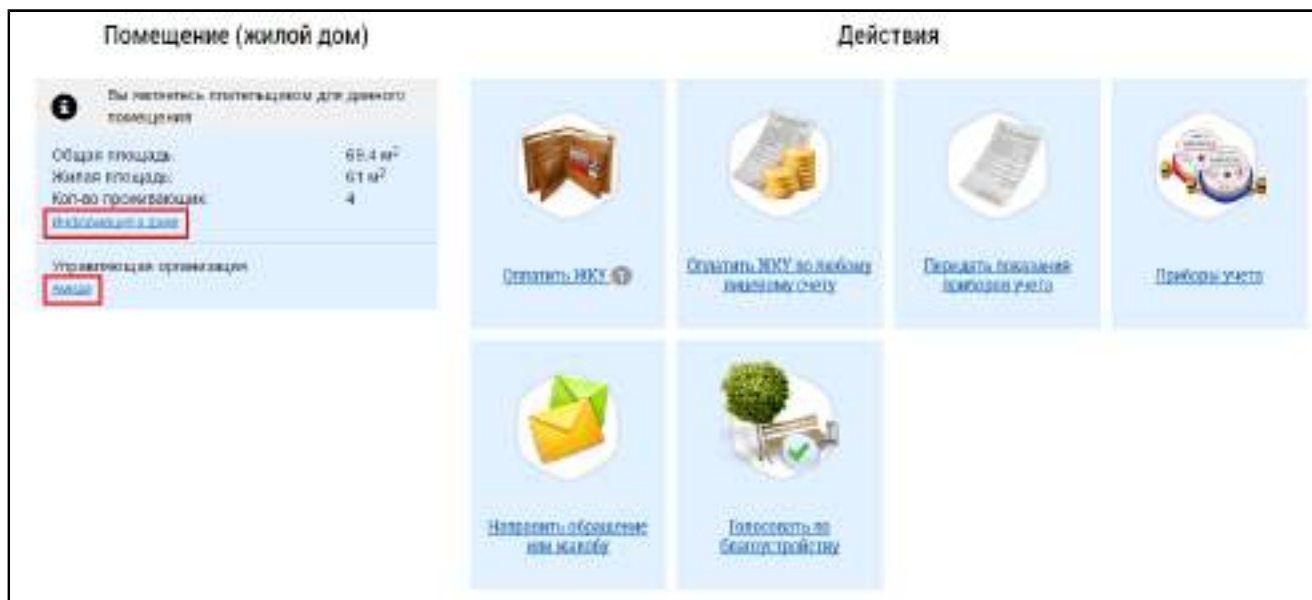 Помещение (жилой дом)
Вы являетесь плательщиком для данного
помещения
Общая площадь: 69.4 м²
Жилая площадь: 61 м²
Кол-во проживающих: 4
Информация о доме
Управляющая организация
Действия
Оплатить ЖКУ
Оплатить ЖКУ по любому
лицевому счету
Передать показания
приборов учета
Приборы учета
Направить обращение
или жалобу
Голосовать по
благоустройству